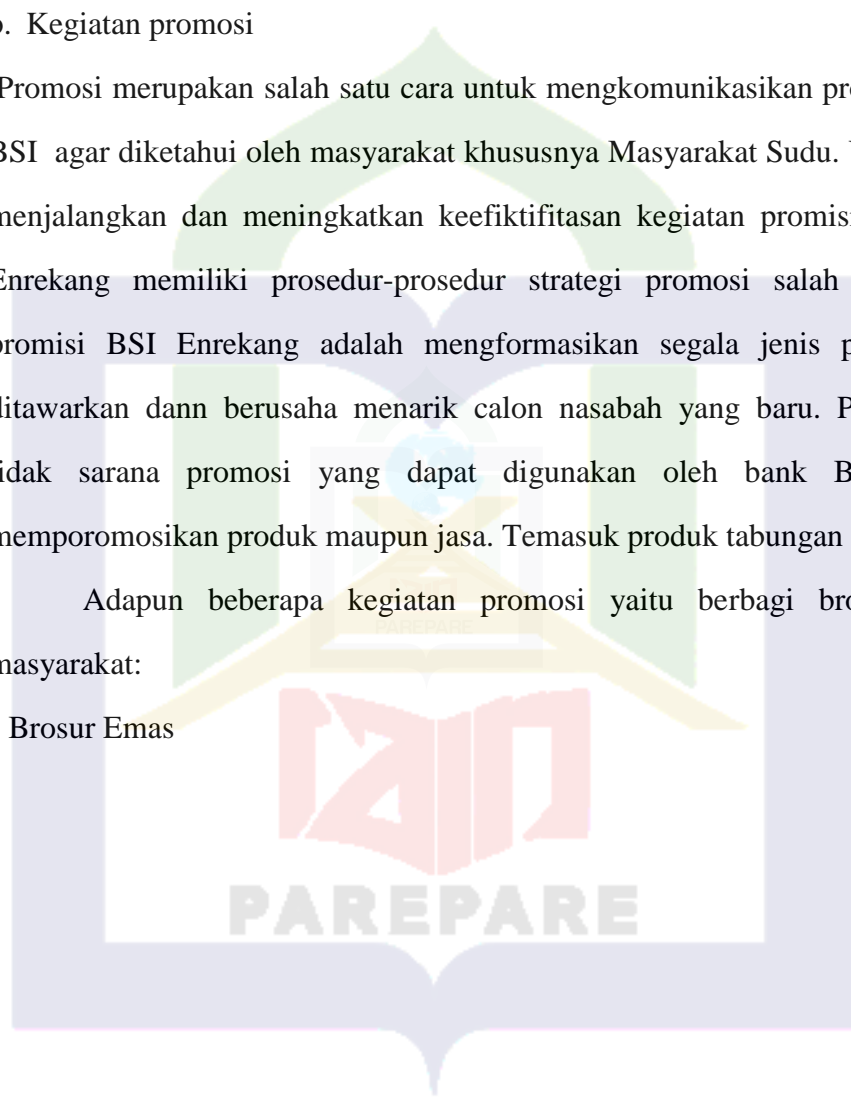 . Kegiatan promosi
Promosi merupakan salah satu cara untuk mengkomunikasikan
BSI agar diketahui oleh masyarakat khususnya Masyarakat Sudu.
menjalangkan dan meningkatkan keefiktifitasan kegiatan promisi
Enrekang memiliki prosedur-prosedur strategi promosi salah
promisi BSI Enrekang adalah mengformasikan segala jenis
ditawarkan dann berusaha menarik calon nasabah yang baru.
tidak sarana promosi yang dapat digunakan oleh bank
memporomosikan produk maupun jasa. Temasuk produk tabungan
Adapun beberapa kegiatan promosi yaitu berbagi
masyarakat:
PAREPARE
Brosur Emas
iain
PAREPARE